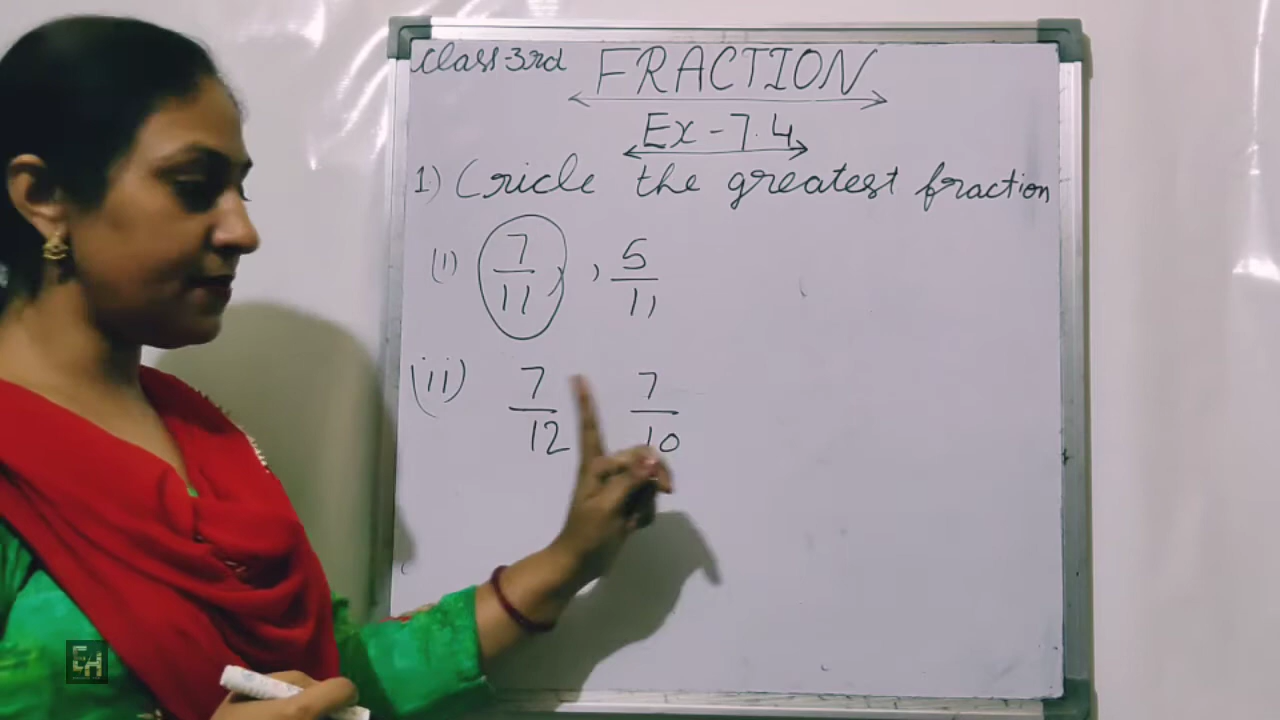 Class-3rd FRACTION
Ex-7.4
1) Cricle the greatest fraction
(i) 7/11, , 5/11
(ii) 7/12 7/10
EH